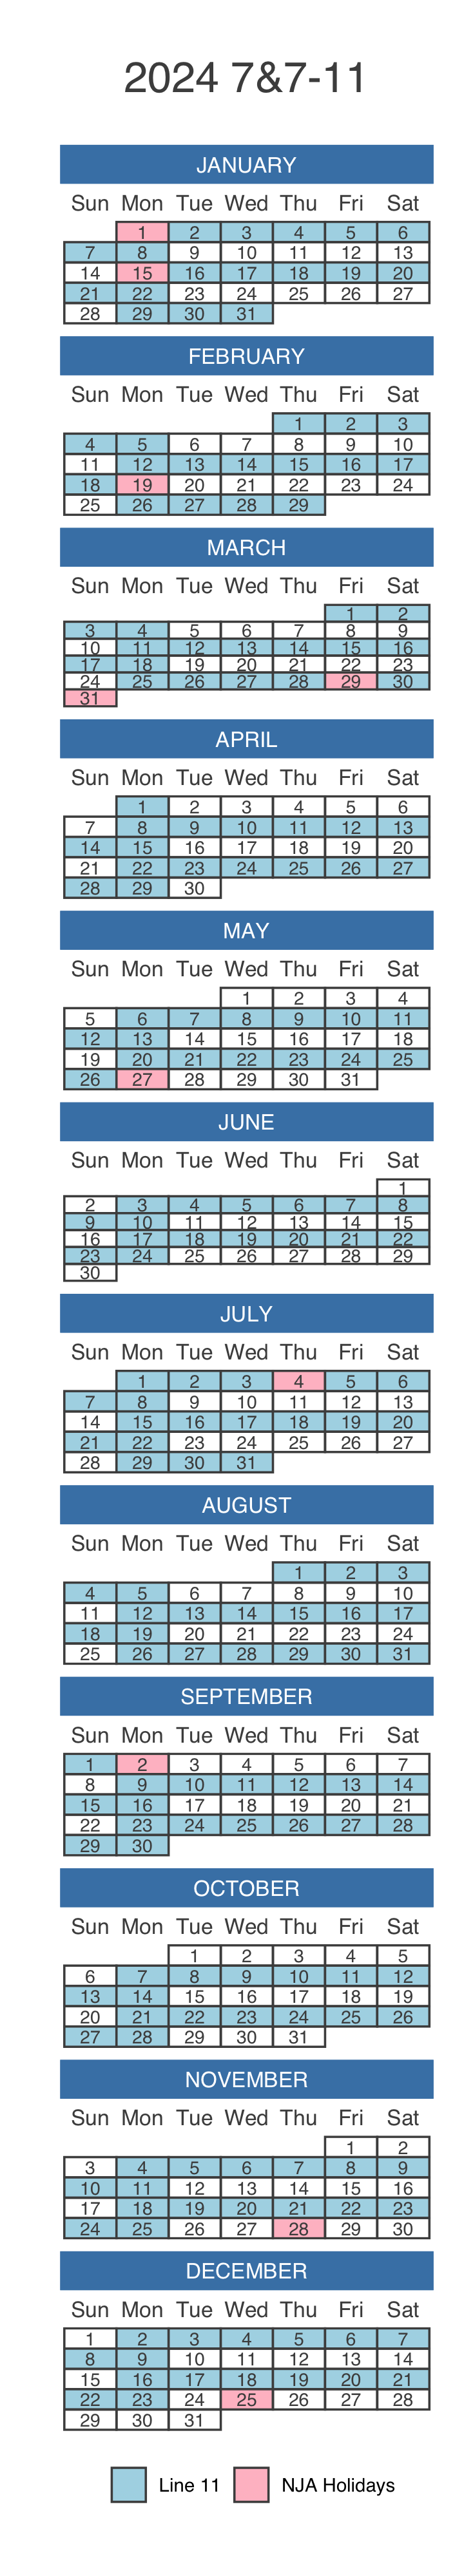 2024 7&7-11
JANUARY
Sun Mon Tue Wed Thu Fri Sat
1 2 3 4 5 6
7 8 9 10 11 12 13
14 15 16 17 18 19 20
21 22 23 24 25 26 27
28 29 30 31
FEBRUARY
Sun Mon Tue Wed Thu Fri Sat
1 2 3
4 5 6 7 8 9 10
11 12 13 14 15 16 17
18 19 20 21 22 23 24
25 26 27 28 29
MARCH
Sun Mon Tue Wed Thu Fri Sat
1 2
3 4 5 6 7 8 9
10 11 12 13 14 15 16
17 18 19 20 21 22 23
24 25 26 27 28 29 30
31
APRIL
Sun Mon Tue Wed Thu Fri Sat
1 2 3 4 5 6
7 8 9 10 11 12 13
14 15 16 17 18 19 20
21 22 23 24 25 26 27
28 29 30
MAY
Sun Mon Tue Wed Thu Fri Sat
1 2 3 4
5 6 7 8 9 10 11
12 13 14 15 16 17 18
19 20 21 22 23 24 25
26 27 28 29 30 31
JUNE
Sun Mon Tue Wed Thu Fri Sat
1
2 3 4 5 6 7 8
9 10 11 12 13 14 15
16 17 18 19 20 21 22
23 24 25 26 27 28 29
30
JULY
Sun Mon Tue Wed Thu Fri Sat
1 2 3 4 5 6
7 8 9 10 11 12 13
14 15 16 17 18 19 20
21 22 23 24 25 26 27
28 29 30 31
AUGUST
Sun Mon Tue Wed Thu Fri Sat
1 2 3
4 5 6 7 8 9 10
11 12 13 14 15 16 17
18 19 20 21 22 23 24
25 26 27 28 29 30 31
SEPTEMBER
Sun Mon Tue Wed Thu Fri Sat
1 2 3 4 5 6 7
8 9 10 11 12 13 14
15 16 17 18 19 20 21
22 23 24 25 26 27 28
29 30
OCTOBER
Sun Mon Tue Wed Thu Fri Sat
1 2 3 4 5
6 7 8 9 10 11 12
13 14 15 16 17 18 19
20 21 22 23 24 25 26
27 28 29 30 31
NOVEMBER
Sun Mon Tue Wed Thu Fri Sat
1 2
3 4 5 6 7 8 9
10 11 12 13 14 15 16
17 18 19 20 21 22 23
24 25 26 27 28 29 30
DECEMBER
Sun Mon Tue Wed Thu Fri Sat
1 2 3 4 5 6 7
8 9 10 11 12 13 14
15 16 17 18 19 20 21
22 23 24 25 26 27 28
29 30 31
Line 11 NJA Holidays